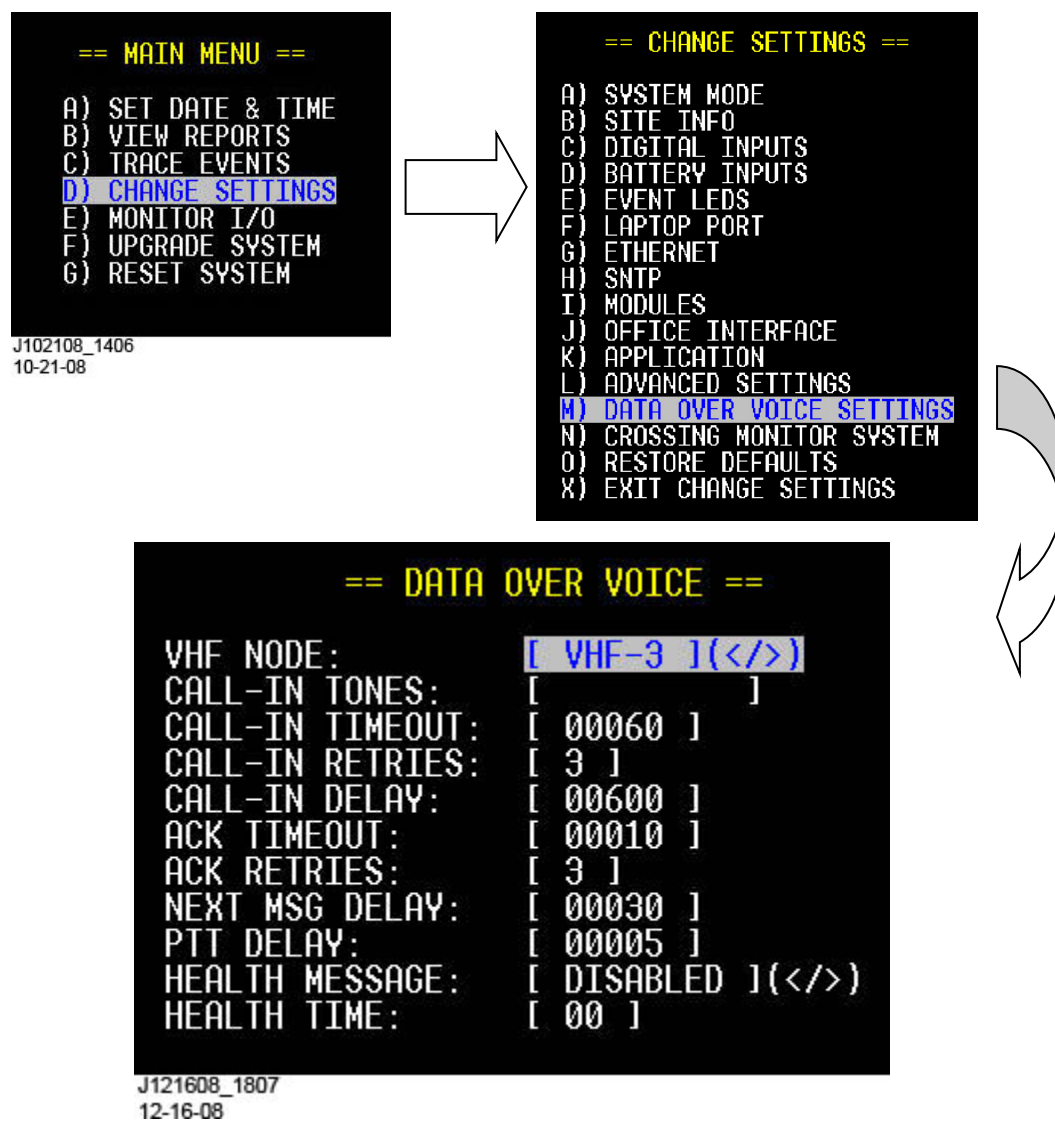 == MAIN MENU ==
A) SET DATE & TIME
B) VIEW REPORTS
C) TRACE EVENTS
D) CHANGE SETTINGS
E) MONITOR I/O
F) UPGRADE SYSTEM
G) RESET SYSTEM
J102108_1406
10-21-08
== CHANGE SETTINGS ==
A) SYSTEM MODE
B) SITE INFO
C) DIGITAL INPUTS
D) BATTERY INPUTS
E) EVENT LEDS
F) LAPTOP PORT
G) ETHERNET
H) SNTP
I) MODULES
J) OFFICE INTERFACE
K) APPLICATION
L) ADVANCED SETTINGS
M) DATA OVER VOICE SETTINGS
N) CROSSING MONITOR SYSTEM
O) RESTORE DEFAULTS
X) EXIT CHANGE SETTINGS
== DATA OVER VOICE ==
VHF NODE: [ VHF-3 ](</>)
CALL-IN TONES: [ ]
CALL-IN TIMEOUT: [ 00060 ]
CALL-IN RETRIES: [ 3 ]
CALL-IN DELAY: [ 00600 ]
ACK TIMEOUT: [ 00010 ]
ACK RETRIES: [ 3 ]
NEXT MSG DELAY: [ 00030 ]
PTT DELAY: [ 00005 ]
HEALTH MESSAGE: [ DISABLED ](</>)
HEALTH TIME: [ 00 ]
J121608_1807
12-16-08